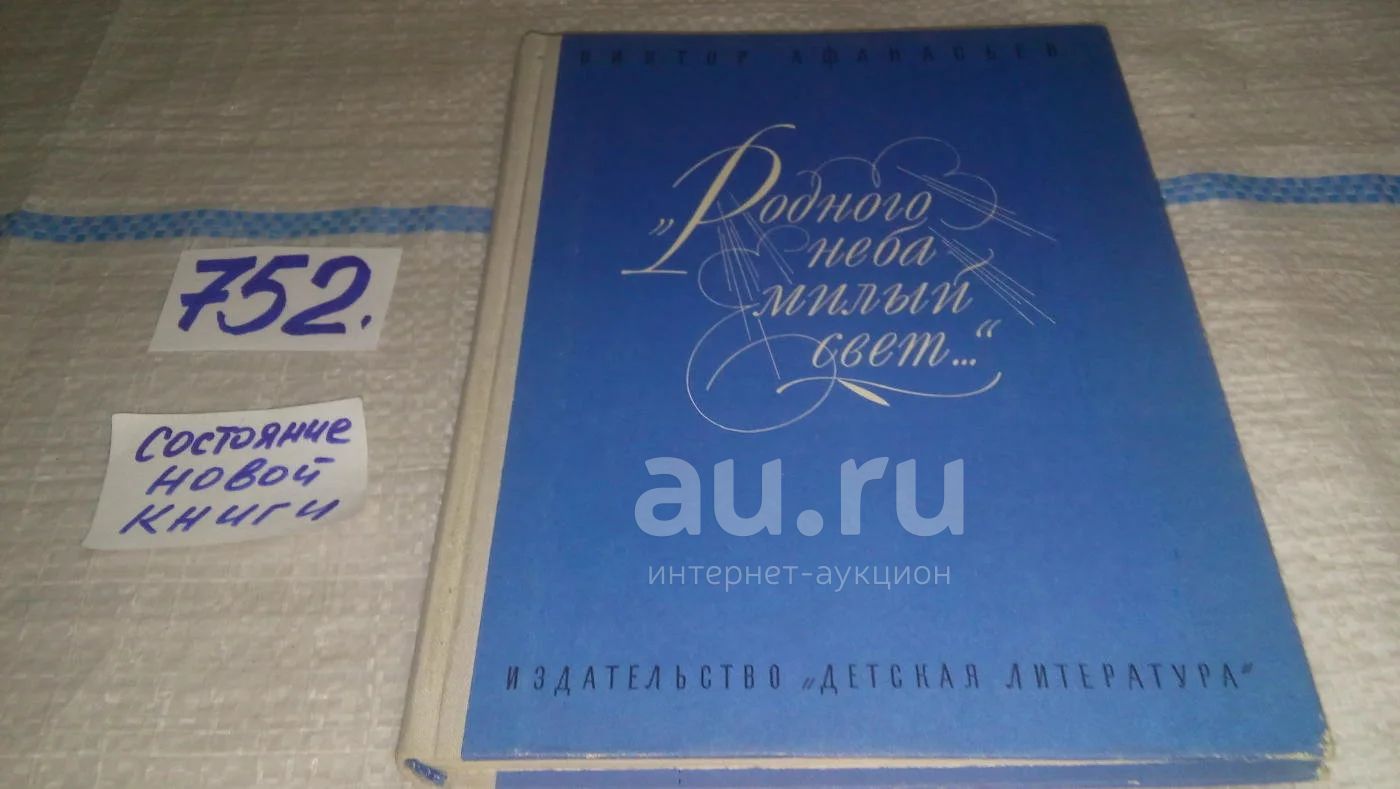 ВИКТОР АФАНАСЬЕВ
„Родного
неба
милый
свет..."
752.
СОСТОЯНИЕ
НОВОЙ
КНИГИ
au.ru
интернет-аукцион
ИЗДАТЕЛЬСТВО „ДЕТСКАЯ ЛИТЕРАТУРА"